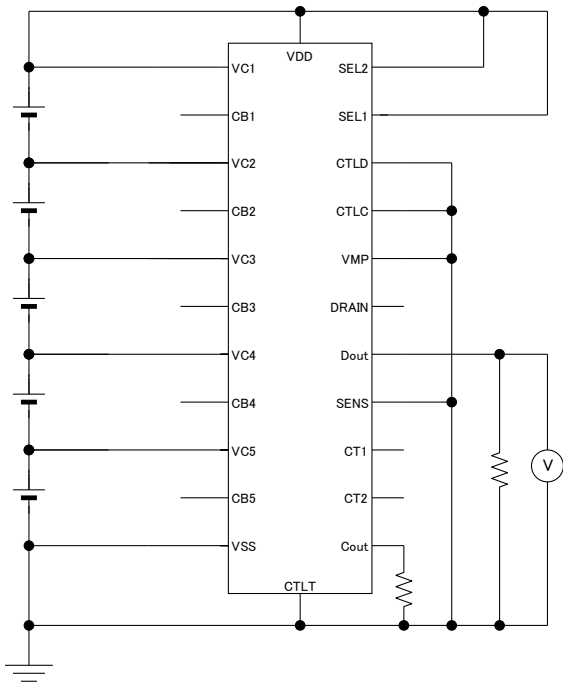 VDD
VC1 SEL2
CB1 SEL1
VC2 CTLD
CB2 CTLC
VC3 VMP
CB3 DRAIN
VC4 Dout
CB4 SENS
VC5 CT1
CB5 CT2
VSS Cout
CTLT
V